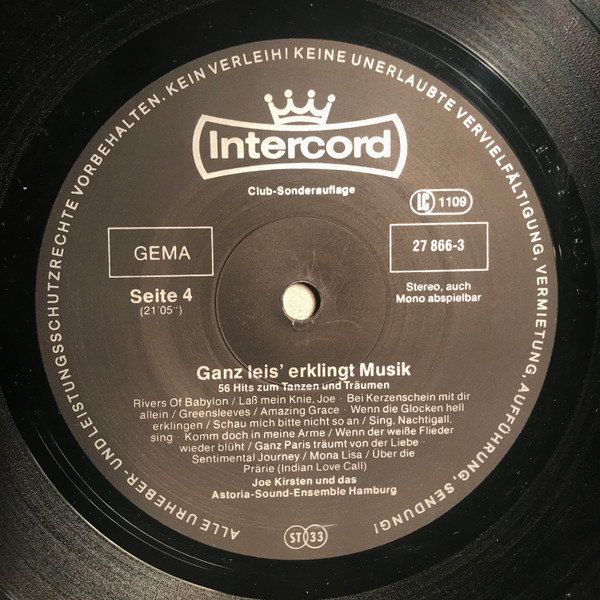 ALLE URHEBER- UND LEISTUNGSSCHUTZRECHTE VORBEHALTEN. KEIN VERLEIH! KEINE UNERLAUBTE VERVIELFÄLTIGUNG, VERMIETUNG, AUFFÜHRUNG, SENDUNG!
Intercord
Club-Sonderauflage
LC 1109
GEMA
27 866-3
Seite 4
(21'05'')
Stereo, auch
Mono abspielbar
Ganz leis' erklingt Musik
56 Hits zum Tanzen und Träumen
Rivers Of Babylon / Laß mein Knie, Joe · Bei Kerzenschein mit dir
allein / Greensleeves / Amazing Grace · Wenn die Glocken hell
erklingen / Schau mich bitte nicht so an / Sing, Nachtigall,
sing · Komm doch in meine Arme / Wenn der weiße Flieder
wieder blüht / Ganz Paris träumt von der Liebe ·
Sentimental Journey / Mona Lisa / Über die
Prärie (Indian Love Call)
Joe Kirsten und das
Astoria-Sound-Ensemble Hamburg
ST 33